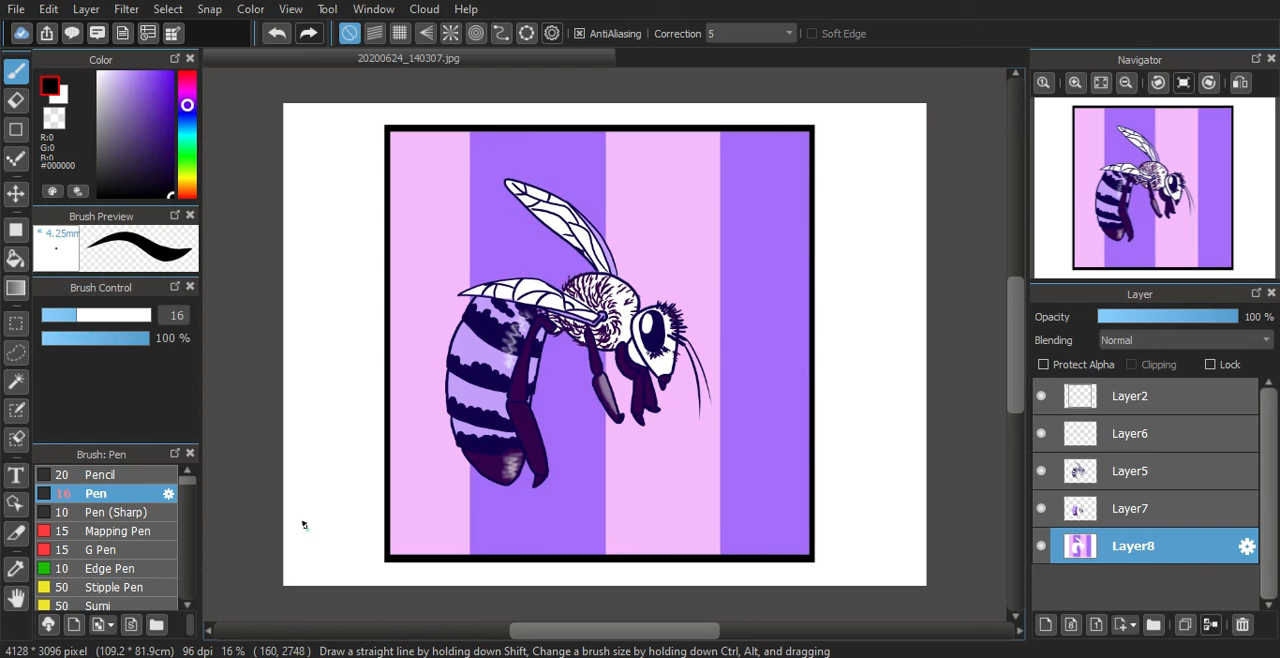 File Edit Layer Filter Select Snap Color View Tool Window Cloud Help
AntiAliasing Correction 5 Soft Edge
Color
20200624_140307.jpg
Navigator
R:0
G:0
B:0
#000000
Brush Preview
* 4.25mm
Brush Control
16
100 %
Layer
Opacity 100 %
Blending Normal
Protect Alpha Clipping Lock
Layer2
Layer6
Layer5
Layer7
Layer8
Brush: Pen
20 Pencil
16 Pen
10 Pen (Sharp)
15 Mapping Pen
15 G Pen
10 Edge Pen
50 Stipple Pen
50 Sumi
4128 * 3096 pixel (109.2 * 81.9cm) 96 dpi 16 % ( 160, 2748 ) Draw a straight line by holding down Shift, Change a brush size by holding down Ctrl, Alt, and dragging